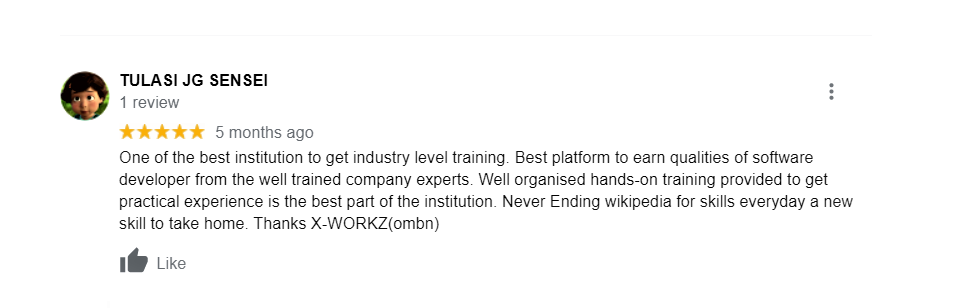 TULASI JG SENSEI
1 review
5 months ago
One of the best institution to get industry level training. Best platform to earn qualities of software
developer from the well trained company experts. Well organised hands-on training provided to get
practical experience is the best part of the institution. Never Ending wikipedia for skills everyday a new
skill to take home. Thanks X-WORKZ(ombn)
Like